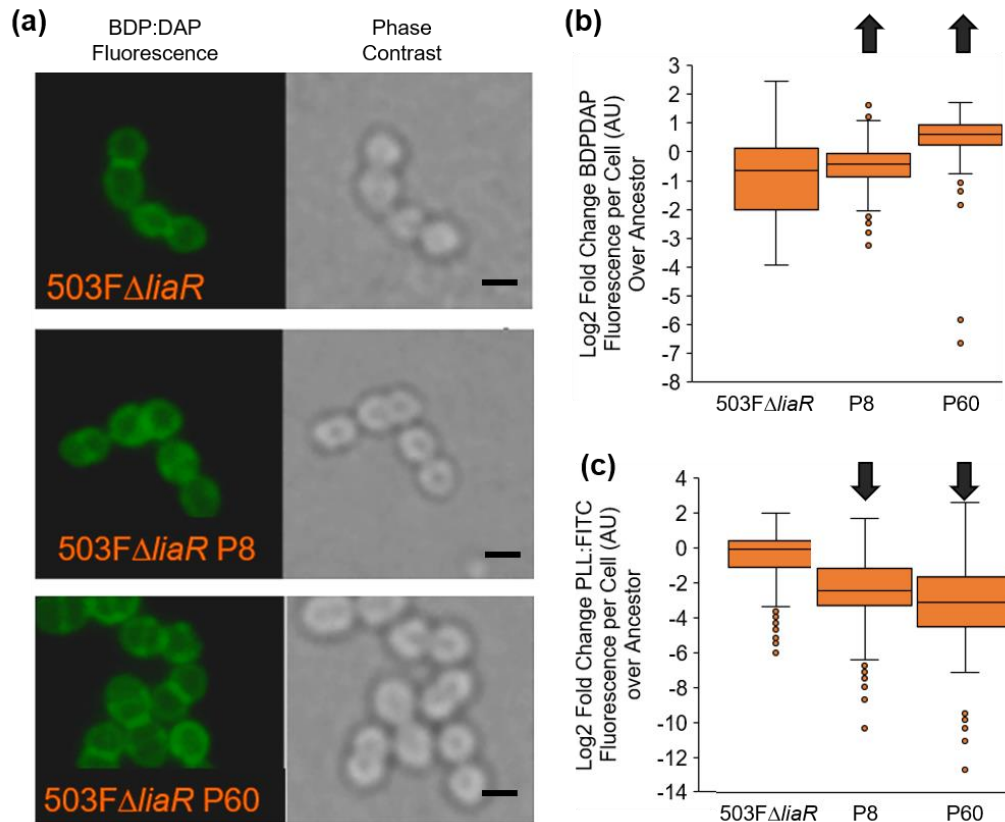 (a)
BDP:DAP
Fluorescence
Phase
Contrast
503FΔliaR
503FΔliaR P8
503FΔliaR P60
(b)
Log2 Fold Change BDPDAP
Fluorescence per Cell (AU)
Over Ancestor
3
2
1
0
-1
-2
-3
-4
-5
-6
-7
-8
503FΔliaR
P8
P60
(c)
Log2 Fold Change PLL:FITC
Fluorescence per Cell (AU)
over Ancestor
4
2
0
-2
-4
-6
-8
-10
-12
-14
503FΔliaR
P8
P60